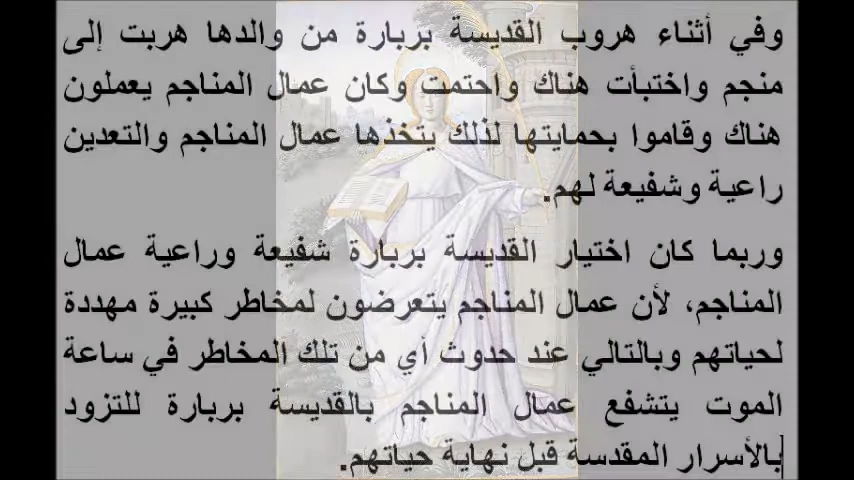 وفي أثناء هروب القديسة بربارة من والدها هربت إلى
منجم واختبأت هناك واحتمت وكان عمال المناجم يعملون
هناك وقاموا بحمايتها لذلك يتخذها عمال المناجم والتعدين
راعية وشفيعة لهم.
وربما كان اختيار القديسة بربارة شفيعة وراعية عمال
المناجم، لأن عمال المناجم يتعرضون لمخاطر كبيرة مهددة
لحياتهم وبالتالي عند حدوث أي من تلك المخاطر في ساعة
الموت يتشفع عمال المناجم بالقديسة بربارة للتزود
بالأسرار المقدسة قبل نهاية حياتهم.